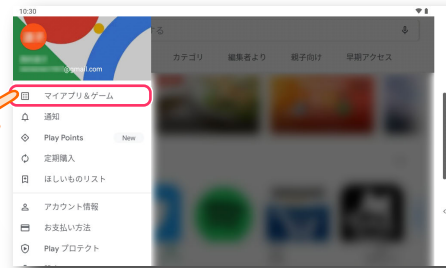 10:30
@gmail.com
マイアプリ＆ゲーム
通知
Play Points New
定期購入
ほしいものリスト
アカウント情報
お支払い方法
Play プロテクト
る
カテゴリ 編集者より 親子向け 早期アクセス